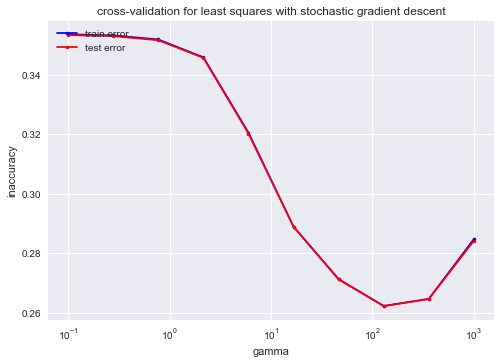 cross-validation for least squares with stochastic gradient descent
train error
test error
inaccuracy
0.34
0.32
0.30
0.28
0.26
10⁻¹ 10⁰ 10¹ 10² 10³
gamma